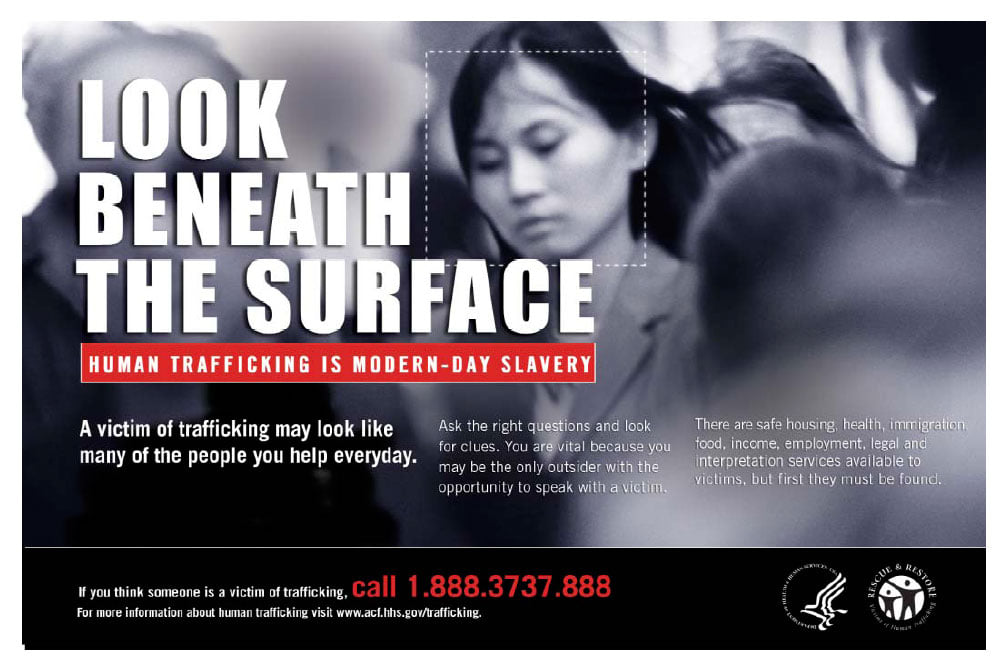 LOOK
BENEATH
THE SURFACE
HUMAN TRAFFICKING IS MODERN-DAY SLAVERY
A victim of trafficking may look like
many of the people you help everyday.
Ask the right questions and look
for clues. You are vital because you
may be the only outsider with the
opportunity to speak with a victim.
There are safe housing, health, immigration,
food, income, employment, legal and
interpretation services available to
victims, but first they must be found.
If you think someone is a victim of trafficking, call 1.888.3737.888
For more information about human trafficking visit www.acf.hhs.gov/trafficking.
RESCUE & RESTORE
Victims of Human Trafficking